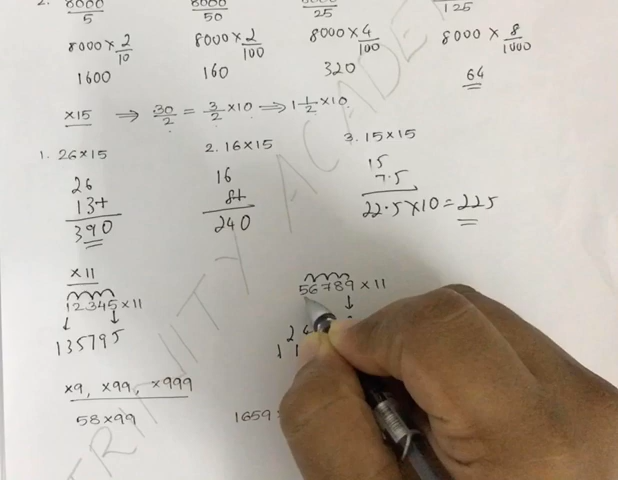 2. 8000/5 8000/50 8000/25 125
8000 × 2/10 8000 × 2/100 8000 × 4/100 8000 × 8/1000
1600 160 320 64
×15 ⇒ 30/2 = 3/2 × 10 ⇒ 1 1/2 × 10
1. 26 × 15 2. 16 × 15 3. 15 × 15
26 16 15
13+ 8+ 7.5
390 240 22.5 × 10 = 225
×11
12345 × 11 56789 × 11
135795
×9, ×99, ×999
58 × 99 1659